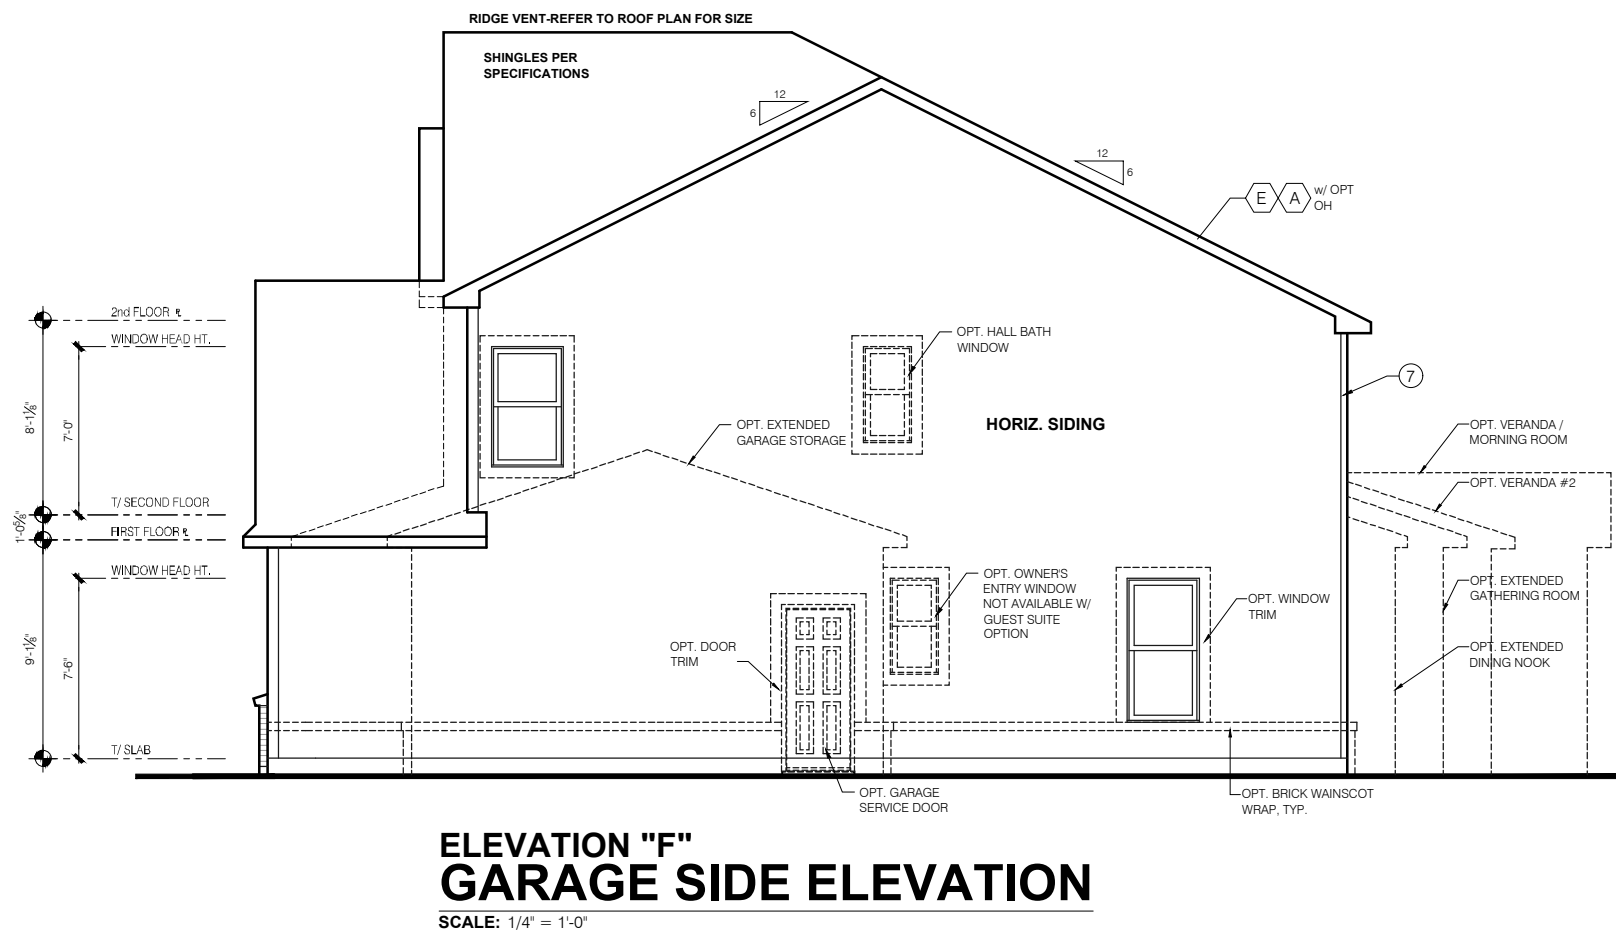 RIDGE VENT-REFER TO ROOF PLAN FOR SIZE
SHINGLES PER
SPECIFICATIONS
12
6
12
6
E A w/ OPT
OH
2nd FLOOR ℄
WINDOW HEAD HT.
OPT. HALL BATH
WINDOW
7
8'-1⅛"
7'-0"
OPT. EXTENDED
GARAGE STORAGE
HORIZ. SIDING
OPT. VERANDA /
MORNING ROOM
OPT. VERANDA #2
T/ SECOND FLOOR
1'-0⅝"
FIRST FLOOR ℄
WINDOW HEAD HT.
OPT. OWNER'S
ENTRY WINDOW
NOT AVAILABLE W/
GUEST SUITE
OPTION
OPT. WINDOW
TRIM
OPT. EXTENDED
GATHERING ROOM
9'-1⅛"
7'-6"
OPT. DOOR
TRIM
OPT. EXTENDED
DINING NOOK
T/ SLAB
OPT. GARAGE
SERVICE DOOR
OPT. BRICK WAINSCOT
WRAP, TYP.
ELEVATION "F"
GARAGE SIDE ELEVATION
SCALE: 1/4" = 1'-0"